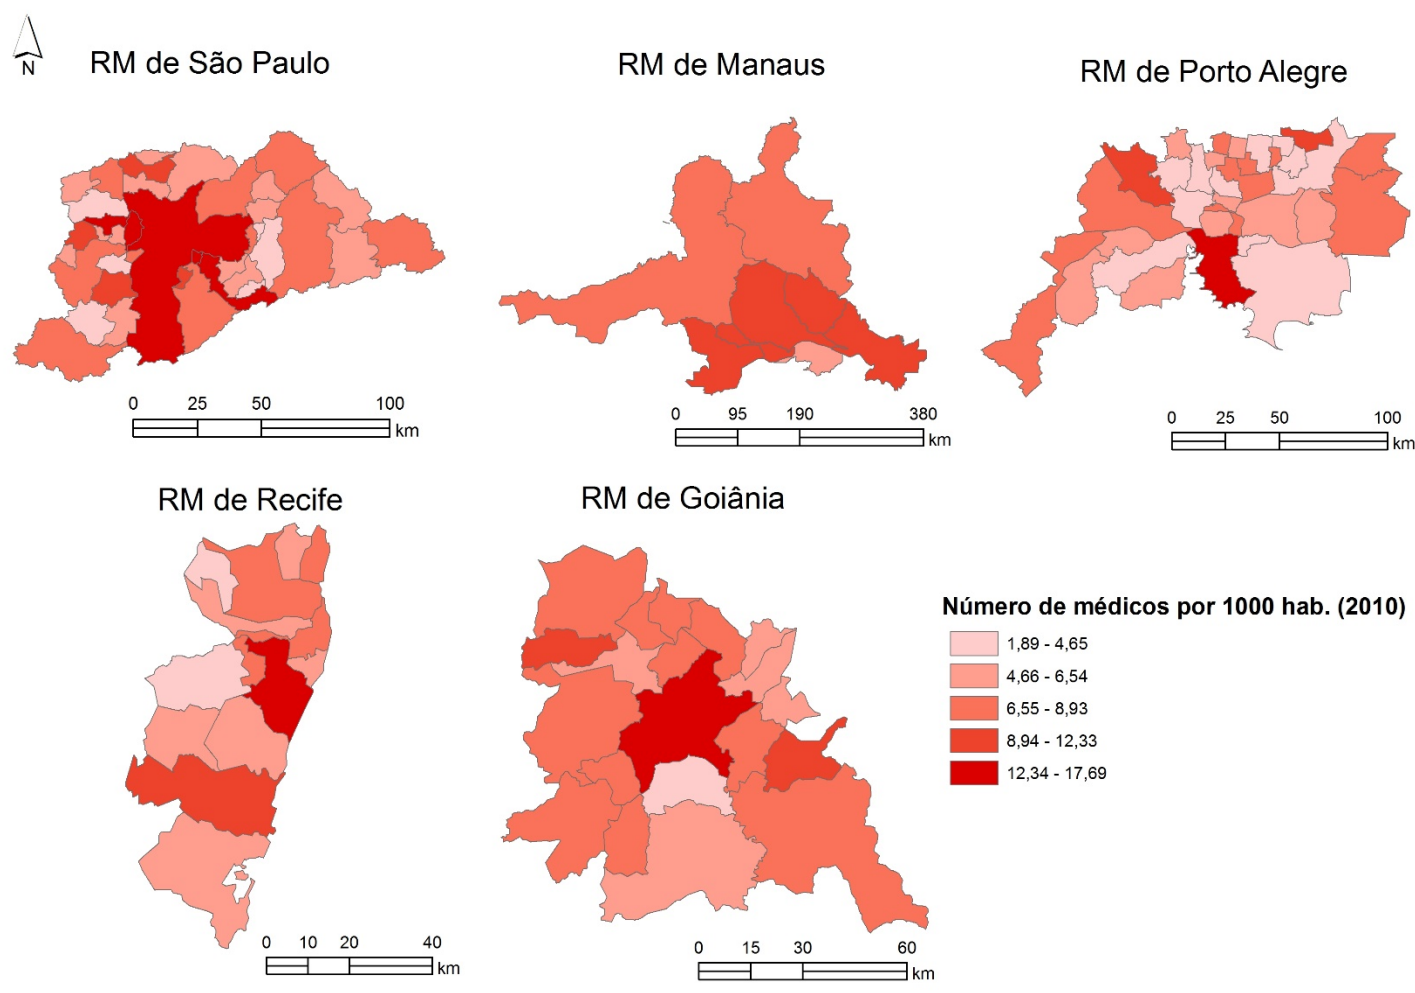 N
RM de São Paulo
RM de Manaus
RM de Porto Alegre
0 25 50 100
km
0 95 190 380
km
0 25 50 100
km
RM de Recife
RM de Goiânia
Número de médicos por 1000 hab. (2010)
1,89 - 4,65
4,66 - 6,54
6,55 - 8,93
8,94 - 12,33
12,34 - 17,69
0 10 20 40
km
0 15 30 60
km